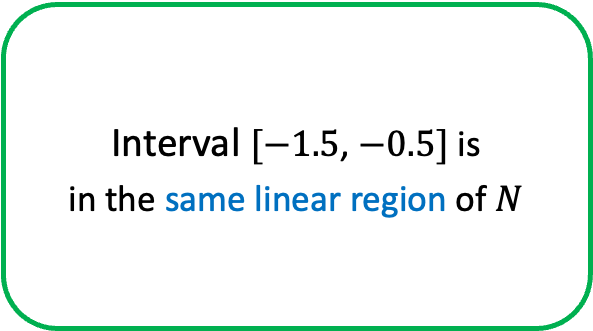 Interval [−1.5, −0.5] is
in the same linear region of N